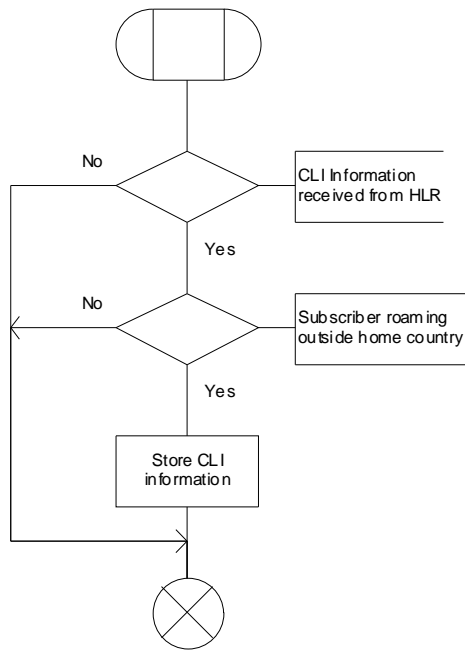 No
CLI Information
received from HLR
Yes
No
Subscriber roaming
outside home country
Yes
Store CLI
information